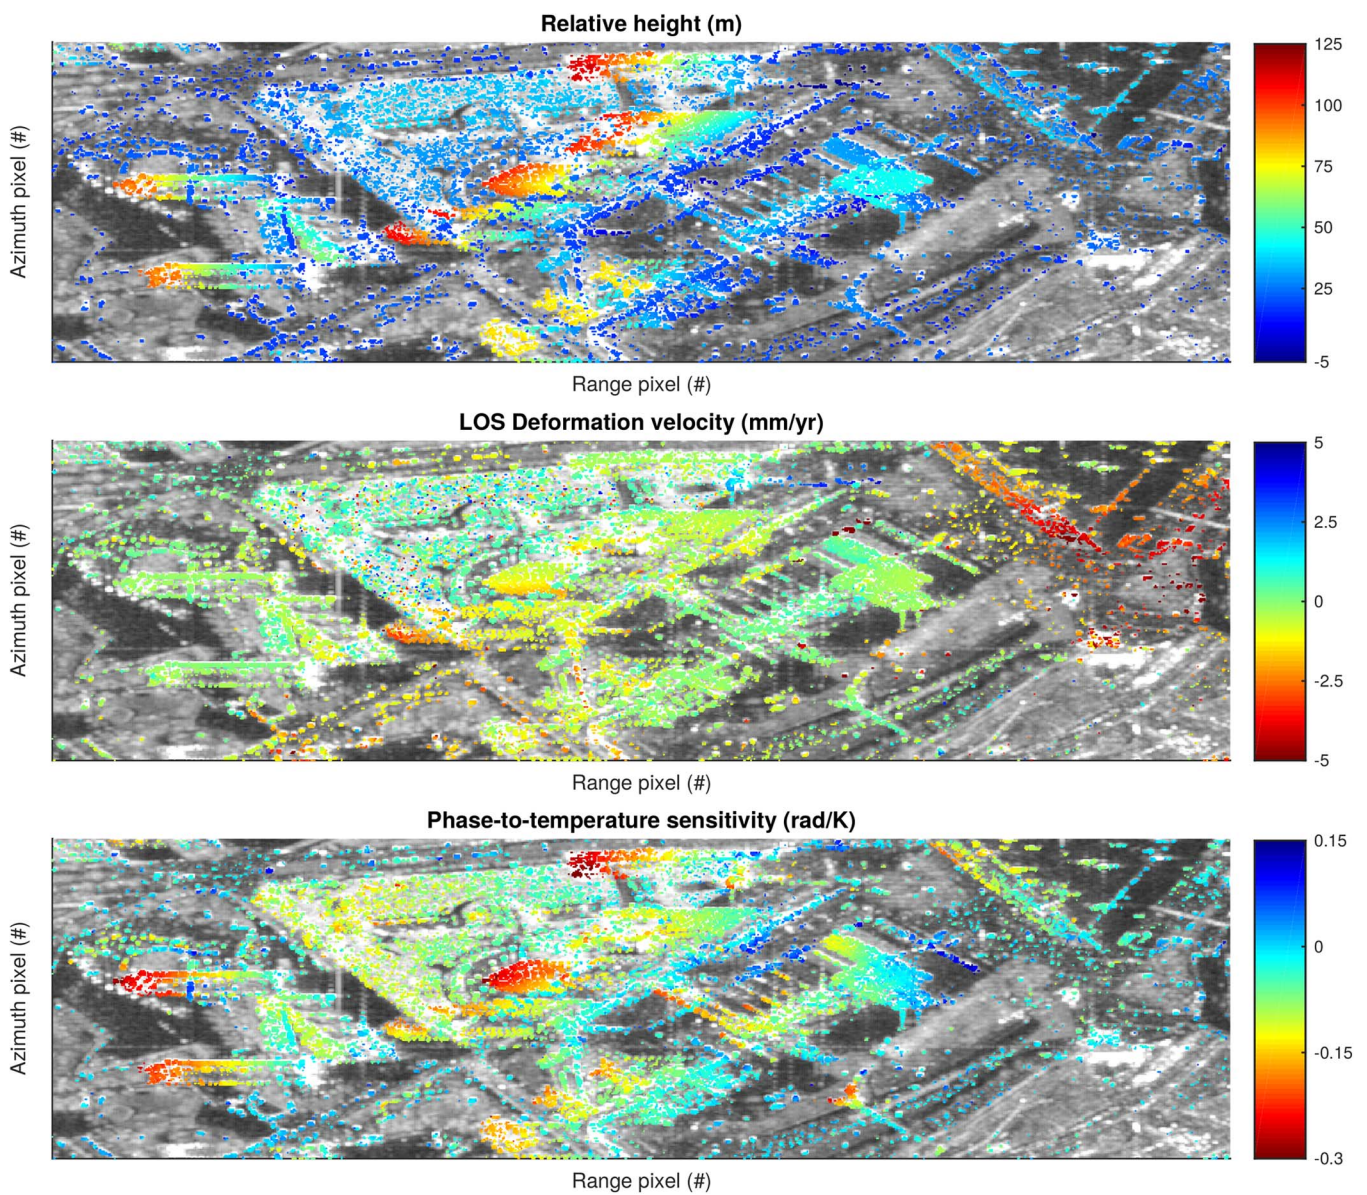 Relative height (m)
Azimuth pixel (#)
125
100
75
50
25
-5
Range pixel (#)
LOS Deformation velocity (mm/yr)
Azimuth pixel (#)
5
2.5
0
-2.5
-5
Range pixel (#)
Phase-to-temperature sensitivity (rad/K)
Azimuth pixel (#)
0.15
0
-0.15
-0.3
Range pixel (#)